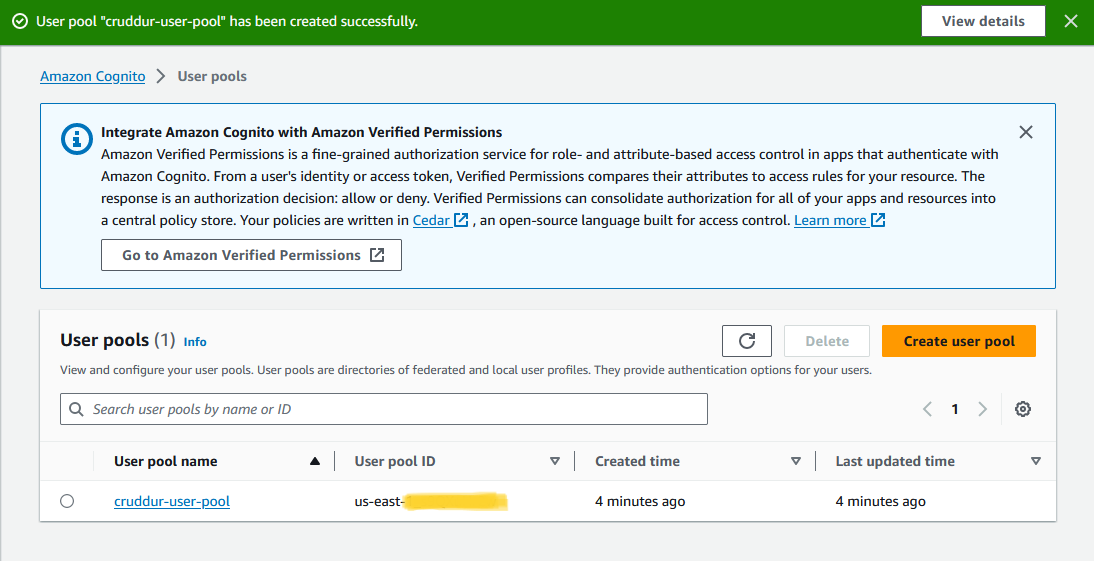 User pool "cruddur-user-pool" has been created successfully.
View details
Amazon Cognito
User pools
Integrate Amazon Cognito with Amazon Verified Permissions
Amazon Verified Permissions is a fine-grained authorization service for role- and attribute-based access control in apps that authenticate with
Amazon Cognito. From a user's identity or access token, Verified Permissions compares their attributes to access rules for your resource. The
response is an authorization decision: allow or deny. Verified Permissions can consolidate authorization for all of your apps and resources into
a central policy store. Your policies are written in Cedar , an open-source language built for access control. Learn more
Go to Amazon Verified Permissions
User pools (1) Info
Delete
Create user pool
View and configure your user pools. User pools are directories of federated and local user profiles. They provide authentication options for your users.
Search user pools by name or ID
1
User pool name
User pool ID
Created time
Last updated time
cruddur-user-pool
us-east-
4 minutes ago
4 minutes ago